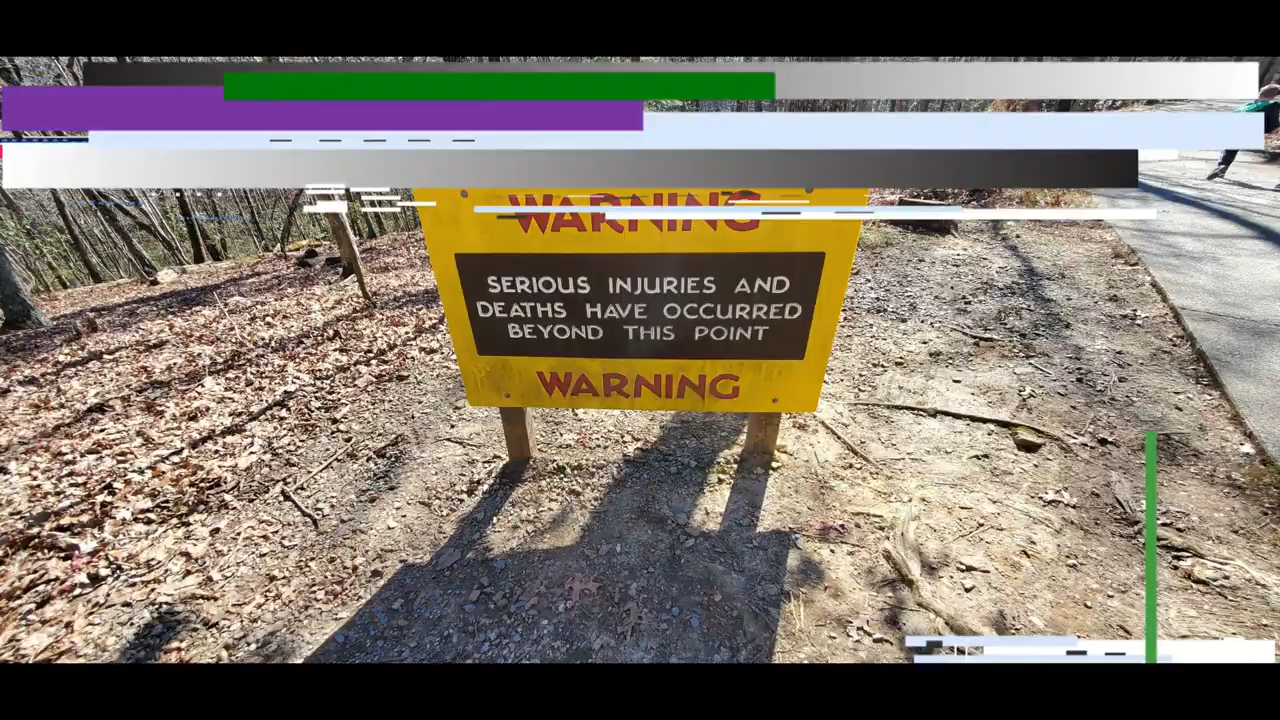 WARNING
SERIOUS INJURIES AND
DEATHS HAVE OCCURRED
BEYOND THIS POINT
WARNING